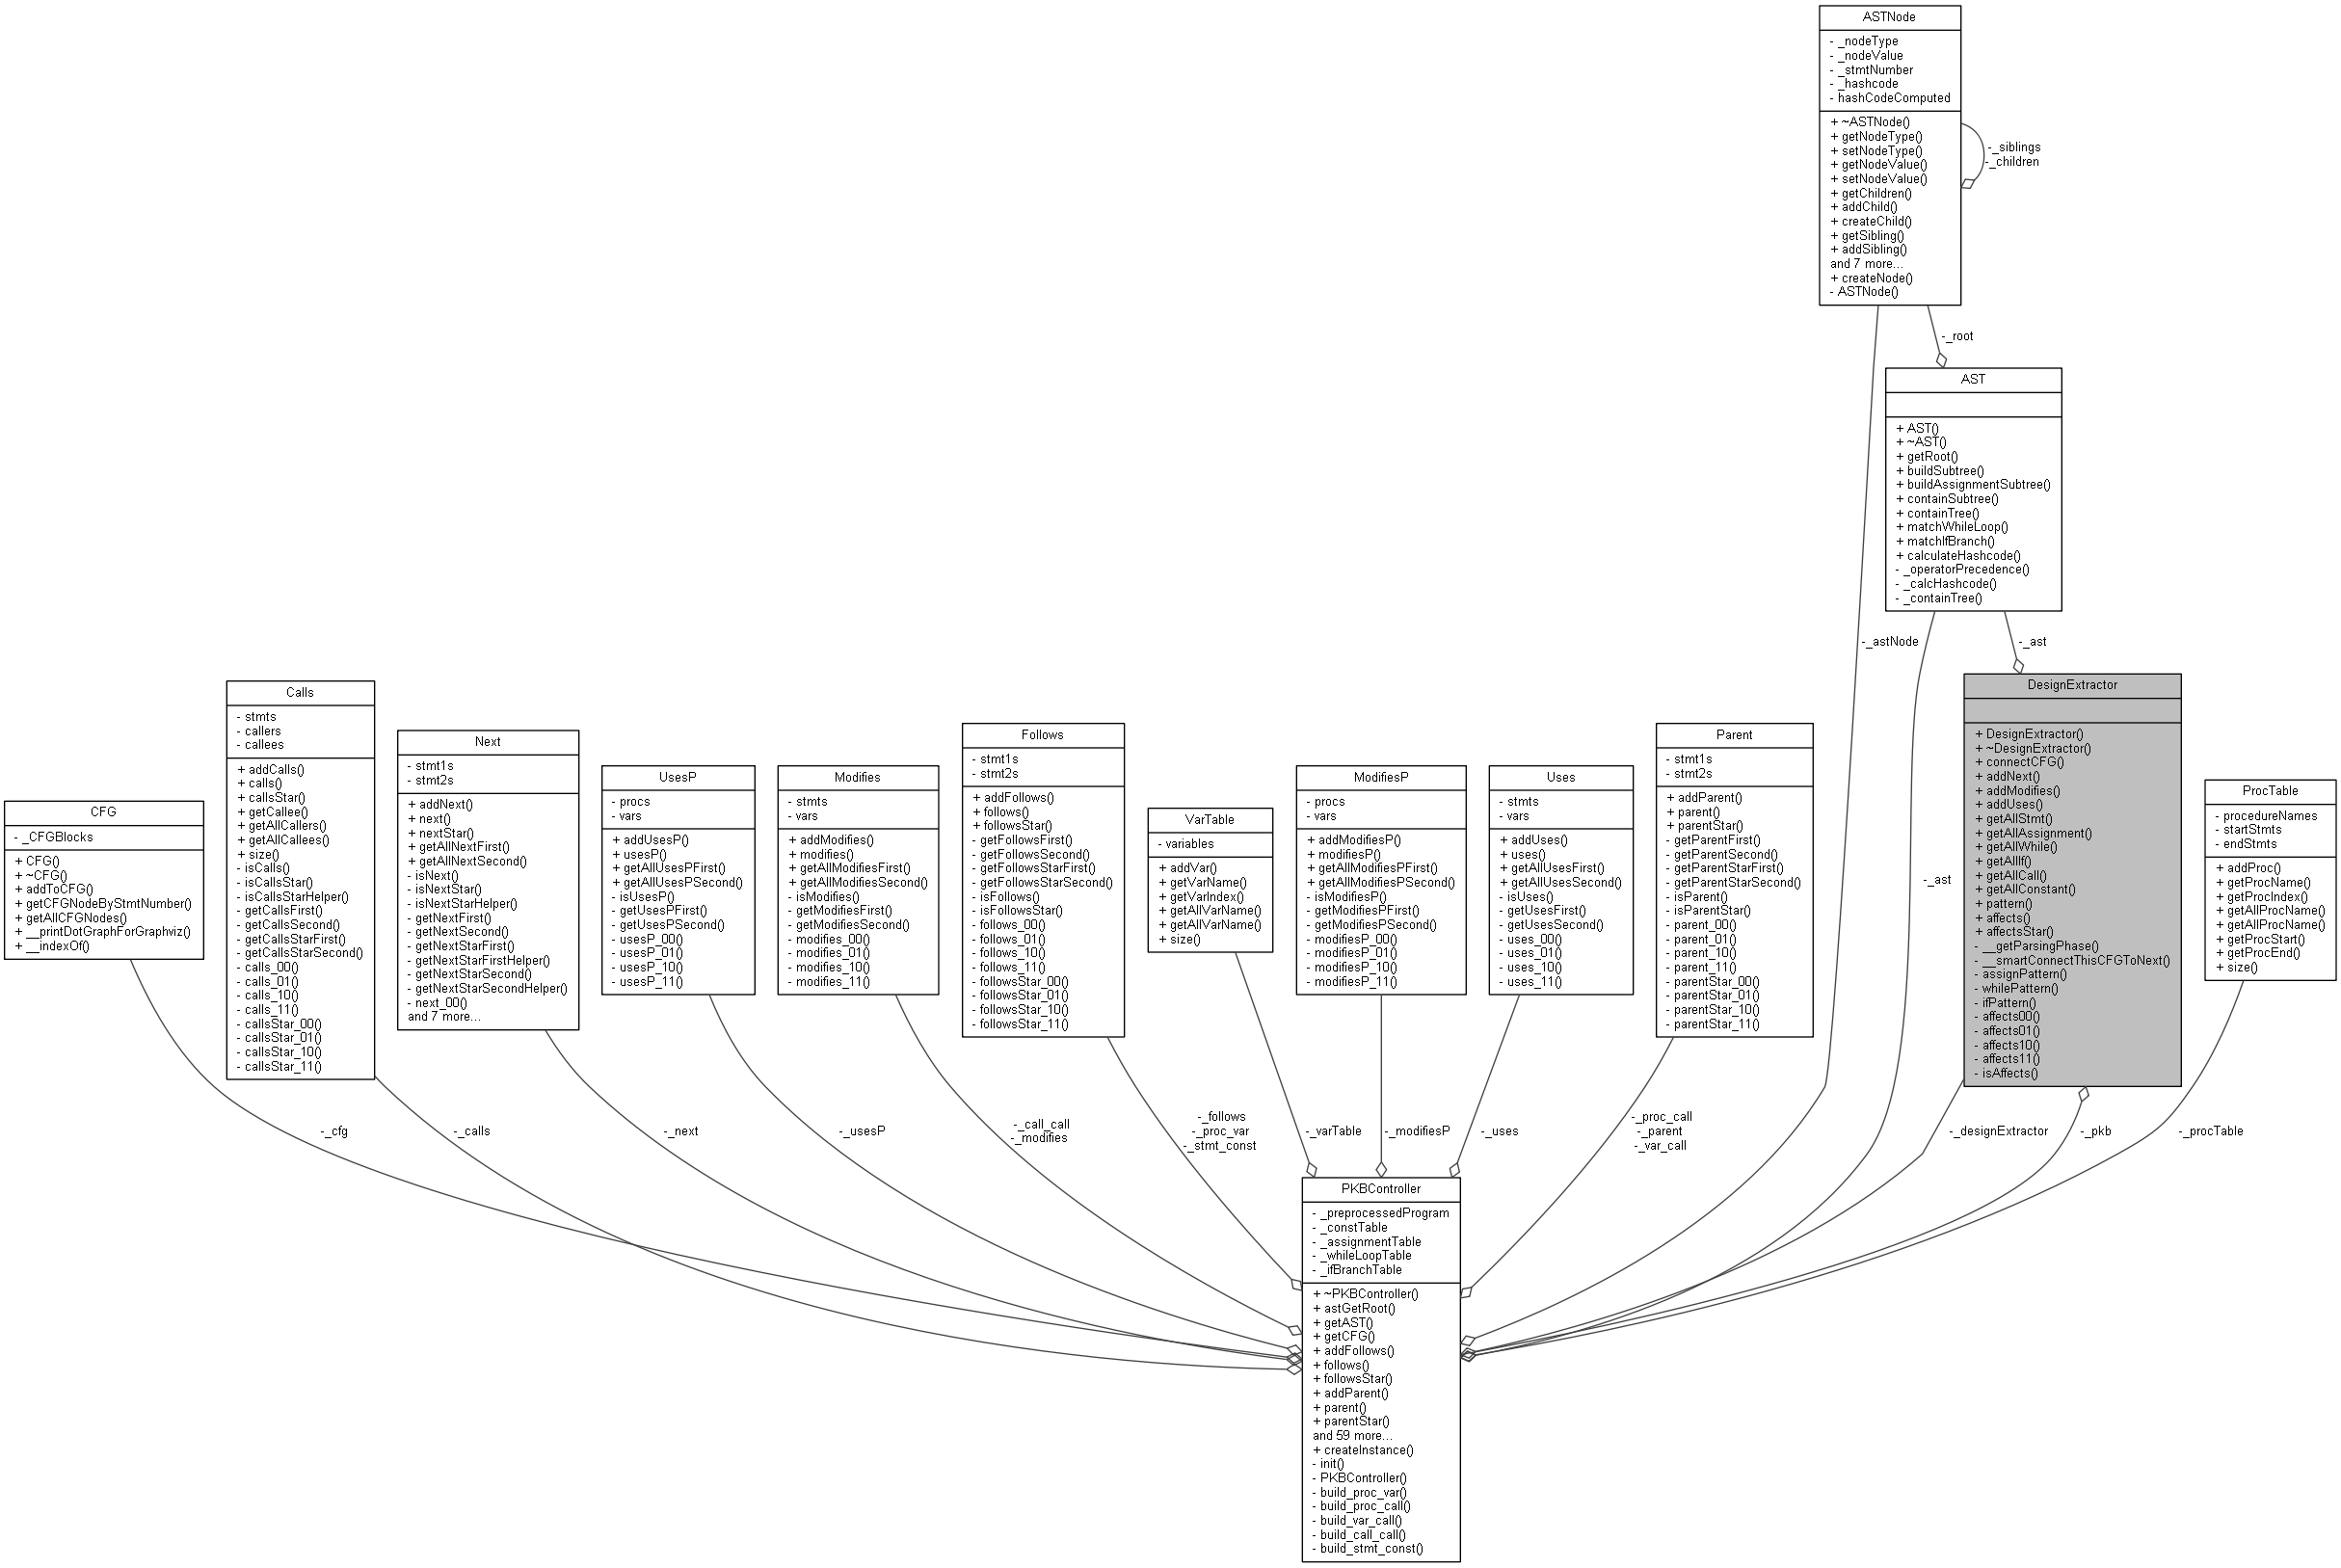 ASTNode
- _nodeType
- _nodeValue
- _stmtNumber
- _hashcode
- hashCodeComputed
+ ~ASTNode()
+ getNodeType()
+ setNodeType()
+ getNodeValue()
+ setNodeValue()
+ getChildren()
+ addChild()
+ createChild()
+ getSibling()
+ addSibling()
and 7 more...
+ createNode()
- ASTNode()
-_siblings
-_children
-_root
AST
+ AST()
+ ~AST()
+ getRoot()
+ buildSubtree()
+ buildAssignmentSubtree()
+ containSubtree()
+ containTree()
+ matchWhileLoop()
+ matchIfBranch()
+ calculateHashcode()
- _operatorPrecedence()
- _calcHashcode()
- _containTree()
-_astNode
-_ast
-_ast
CFG
- _CFGBlocks
+ CFG()
+ ~CFG()
+ addToCFG()
+ getCFGNodeByStmtNumber()
+ getAllCFGNodes()
+ __printDotGraphForGraphviz()
+ __indexOf()
Calls
- stmts
- callers
- callees
+ addCalls()
+ calls()
+ callsStar()
+ getCallee()
+ getAllCallers()
+ getAllCallees()
+ size()
- isCalls()
- isCallsStar()
- isCallsStarHelper()
- getCallsFirst()
- getCallsSecond()
- getCallsStarFirst()
- getCallsStarSecond()
- calls_00()
- calls_01()
- calls_10()
- calls_11()
- callsStar_00()
- callsStar_01()
- callsStar_10()
- callsStar_11()
Next
- stmt1s
- stmt2s
+ addNext()
+ next()
+ nextStar()
+ getAllNextFirst()
+ getAllNextSecond()
- isNext()
- isNextStar()
- isNextStarHelper()
- getNextFirst()
- getNextSecond()
- getNextStarFirst()
- getNextStarFirstHelper()
- getNextStarSecond()
- getNextStarSecondHelper()
- next_00()
and 7 more...
UsesP
- procs
- vars
+ addUsesP()
+ usesP()
+ getAllUsesPFirst()
+ getAllUsesPSecond()
- isUsesP()
- getUsesPFirst()
- getUsesPSecond()
- usesP_00()
- usesP_01()
- usesP_10()
- usesP_11()
Modifies
- stmts
- vars
+ addModifies()
+ modifies()
+ getAllModifiesFirst()
+ getAllModifiesSecond()
- isModifies()
- getModifiesFirst()
- getModifiesSecond()
- modifies_00()
- modifies_01()
- modifies_10()
- modifies_11()
Follows
- stmt1s
- stmt2s
+ addFollows()
+ follows()
+ followsStar()
- getFollowsFirst()
- getFollowsSecond()
- getFollowsStarFirst()
- getFollowsStarSecond()
- isFollows()
- isFollowsStar()
- follows_00()
- follows_01()
- follows_10()
- follows_11()
- followsStar_00()
- followsStar_01()
- followsStar_10()
- followsStar_11()
VarTable
- variables
+ addVar()
+ getVarName()
+ getVarIndex()
+ getAllVarName()
+ getAllVarName()
+ size()
ModifiesP
- procs
- vars
+ addModifiesP()
+ modifiesP()
+ getAllModifiesPFirst()
+ getAllModifiesPSecond()
- isModifiesP()
- getModifiesPFirst()
- getModifiesPSecond()
- modifiesP_00()
- modifiesP_01()
- modifiesP_10()
- modifiesP_11()
Uses
- stmts
- vars
+ addUses()
+ uses()
+ getAllUsesFirst()
+ getAllUsesSecond()
- isUses()
- getUsesFirst()
- getUsesSecond()
- uses_00()
- uses_01()
- uses_10()
- uses_11()
Parent
- stmt1s
- stmt2s
+ addParent()
+ parent()
+ parentStar()
- getParentFirst()
- getParentSecond()
- getParentStarFirst()
- getParentStarSecond()
- isParent()
- isParentStar()
- parent_00()
- parent_01()
- parent_10()
- parent_11()
- parentStar_00()
- parentStar_01()
- parentStar_10()
- parentStar_11()
DesignExtractor
+ DesignExtractor()
+ ~DesignExtractor()
+ connectCFG()
+ addNext()
+ addModifies()
+ addUses()
+ getAllStmt()
+ getAllAssignment()
+ getAllWhile()
+ getAllIf()
+ getAllCall()
+ getAllConstant()
+ pattern()
+ affects()
+ affectsStar()
- __getParsingPhase()
- __smartConnectThisCFGToNext()
- assignPattern()
- whilePattern()
- ifPattern()
- affects00()
- affects01()
- affects10()
- affects11()
- isAffects()
ProcTable
- procedureNames
- startStmts
- endStmts
+ addProc()
+ getProcName()
+ getProcIndex()
+ getAllProcName()
+ getAllProcName()
+ getProcStart()
+ getProcEnd()
+ size()
-_cfg
-_calls
-_next
-_usesP
-_call_call
-_modifies
-_follows
-_proc_var
-_stmt_const
-_varTable
-_modifiesP
-_uses
-_proc_call
-_parent
-_var_call
-_designExtractor
-_pkb
-_procTable
PKBController
- _preprocessedProgram
- _constTable
- _assignmentTable
- _whileLoopTable
- _ifBranchTable
+ ~PKBController()
+ astGetRoot()
+ getAST()
+ getCFG()
+ addFollows()
+ follows()
+ followsStar()
+ addParent()
+ parent()
+ parentStar()
and 59 more...
+ createInstance()
- init()
- PKBController()
- build_proc_var()
- build_proc_call()
- build_var_call()
- build_call_call()
- build_stmt_const()